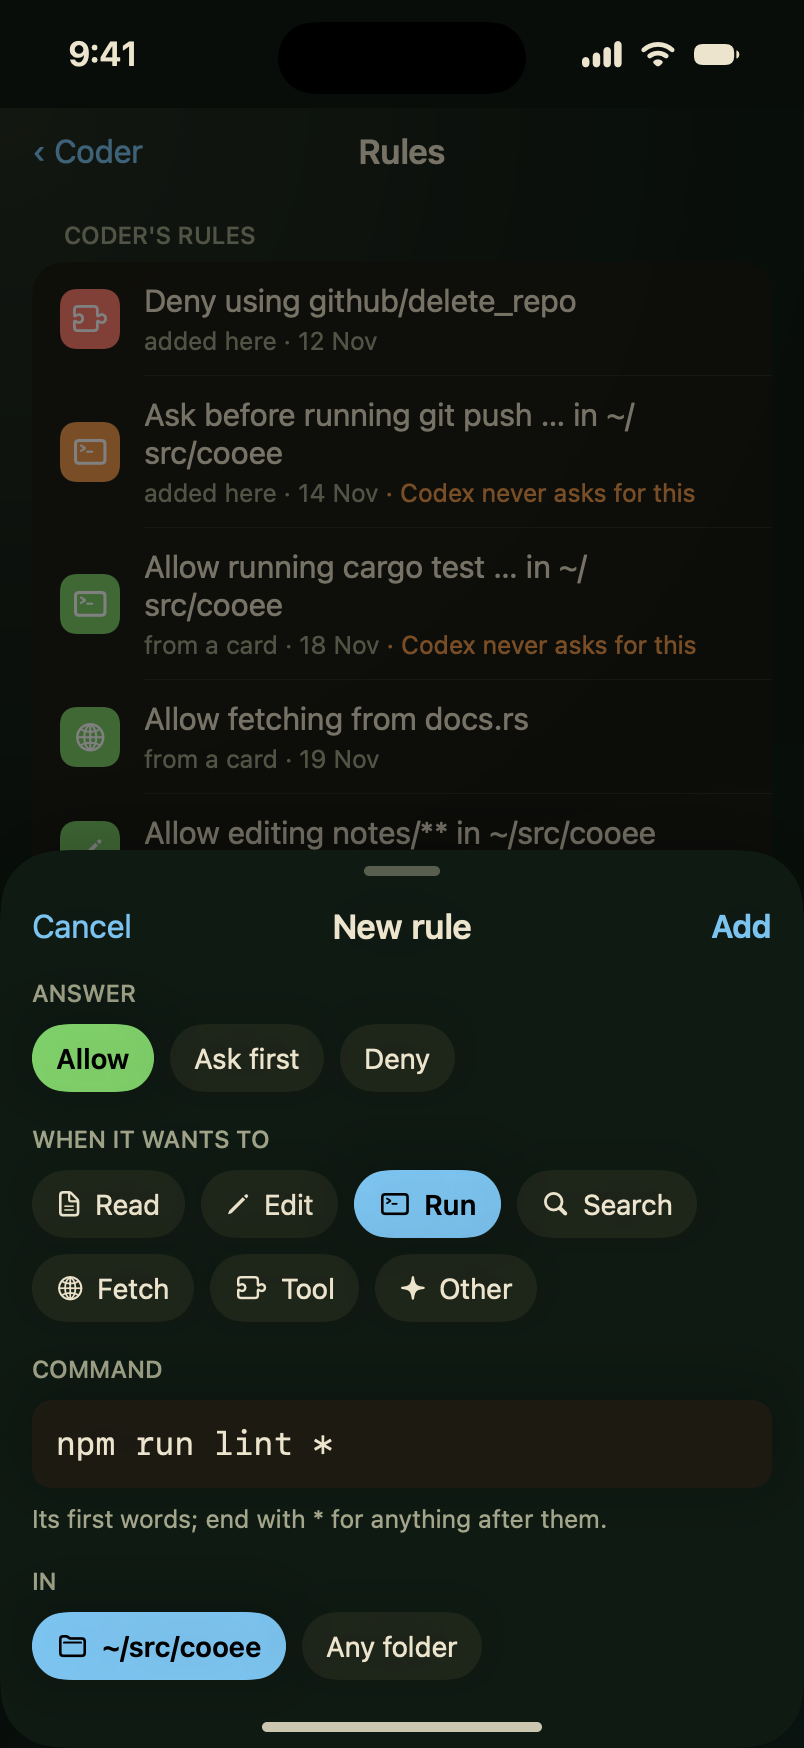 9:41
‹ Coder
Rules
CODER'S RULES
Deny using github/delete_repo
added here · 12 Nov
Ask before running git push ... in ~/
src/cooee
added here · 14 Nov · Codex never asks for this
Allow running cargo test ... in ~/
src/cooee
from a card · 18 Nov · Codex never asks for this
Allow fetching from docs.rs
from a card · 19 Nov
Allow editing notes/** in ~/src/cooee
Cancel
New rule
Add
ANSWER
Allow
Ask first
Deny
WHEN IT WANTS TO
Read
Edit
Run
Search
Fetch
Tool
Other
COMMAND
npm run lint *
Its first words; end with * for anything after them.
IN
~/src/cooee
Any folder